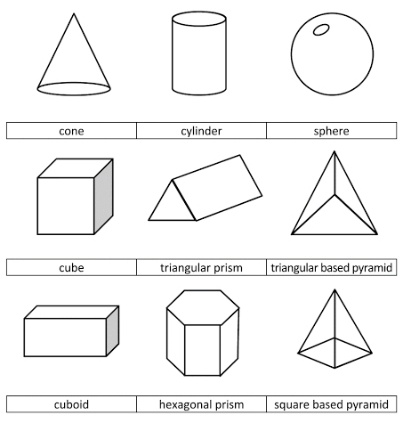 cone
cylinder
sphere
cube
triangular prism
triangular based pyramid
cuboid
hexagonal prism
square based pyramid